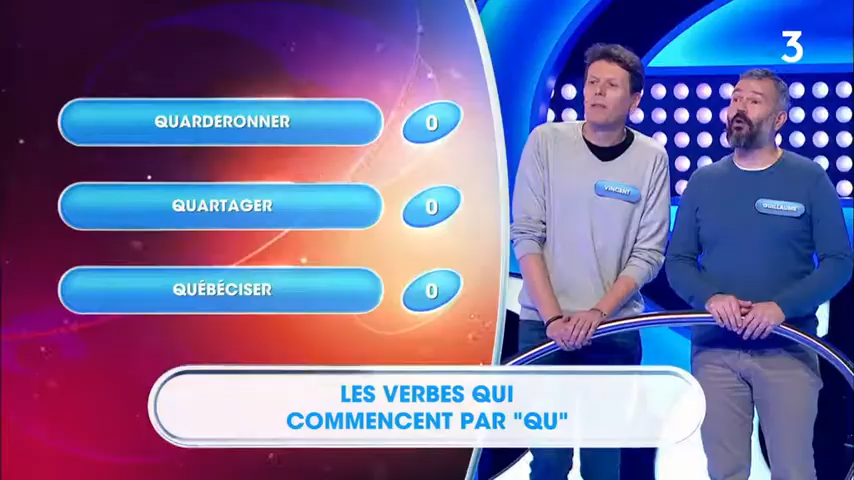 3
QUARDERONNER 0
QUARTAGER 0
QUÉBÉCISER 0
VINCENT
GUILLAUME
LES VERBES QUI
COMMENCENT PAR "QU"